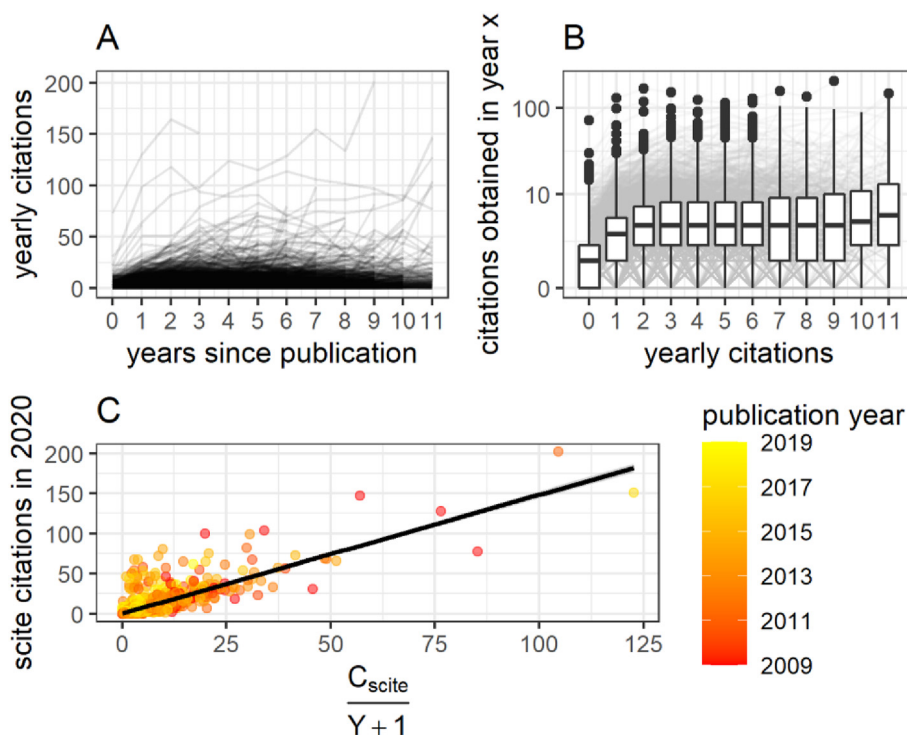 A
yearly citations
200
150
100
50
0
0 1 2 3 4 5 6 7 8 9 10 11
years since publication
B
citations obtained in year x
100
10
0
0 1 2 3 4 5 6 7 8 9 10 11
yearly citations
C
scite citations in 2020
200
150
100
50
0
0 25 50 75 100 125
C_scite
Y + 1
publication year
2019
2017
2015
2013
2011
2009